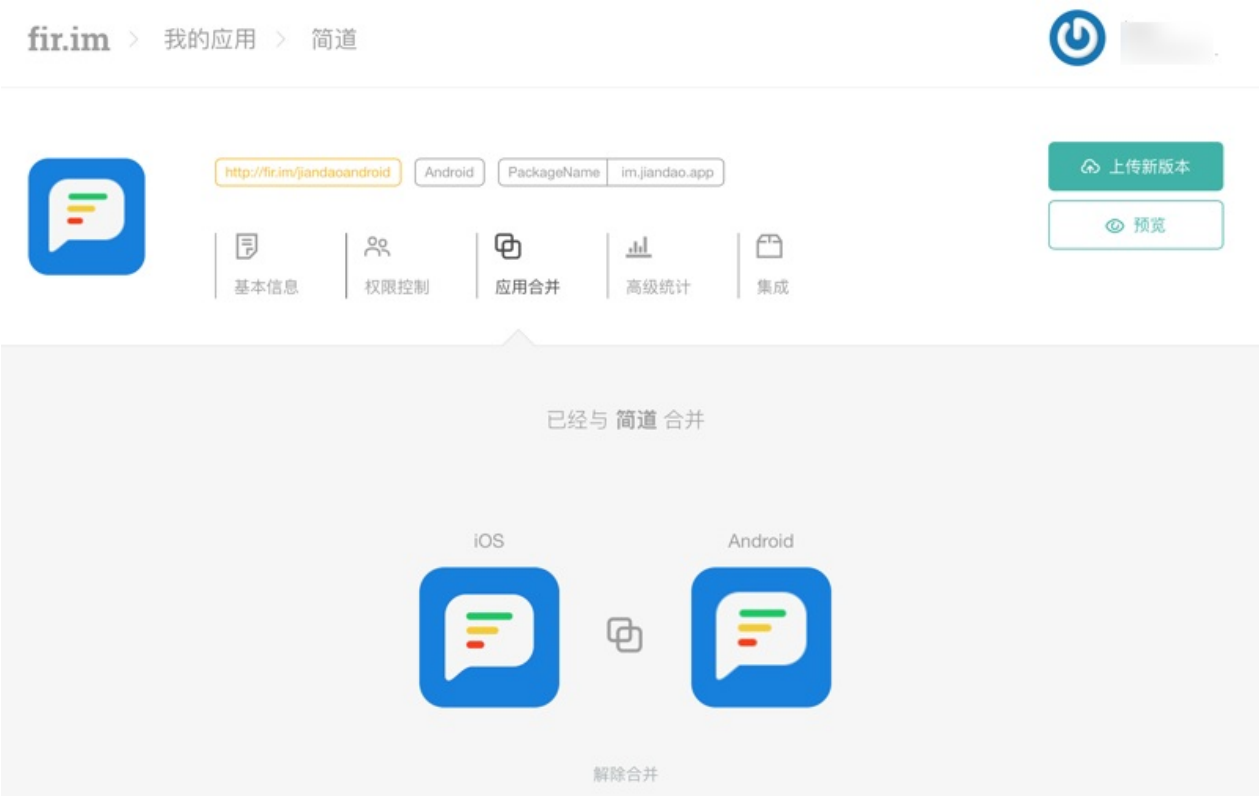 fir.im > 我的应用 > 简道
http://fir.im/jiandaoandroid Android PackageName im.jiandao.app
上传新版本
预览
基本信息 权限控制 应用合并 高级统计 集成
已经与 简道 合并
iOS Android
解除合并